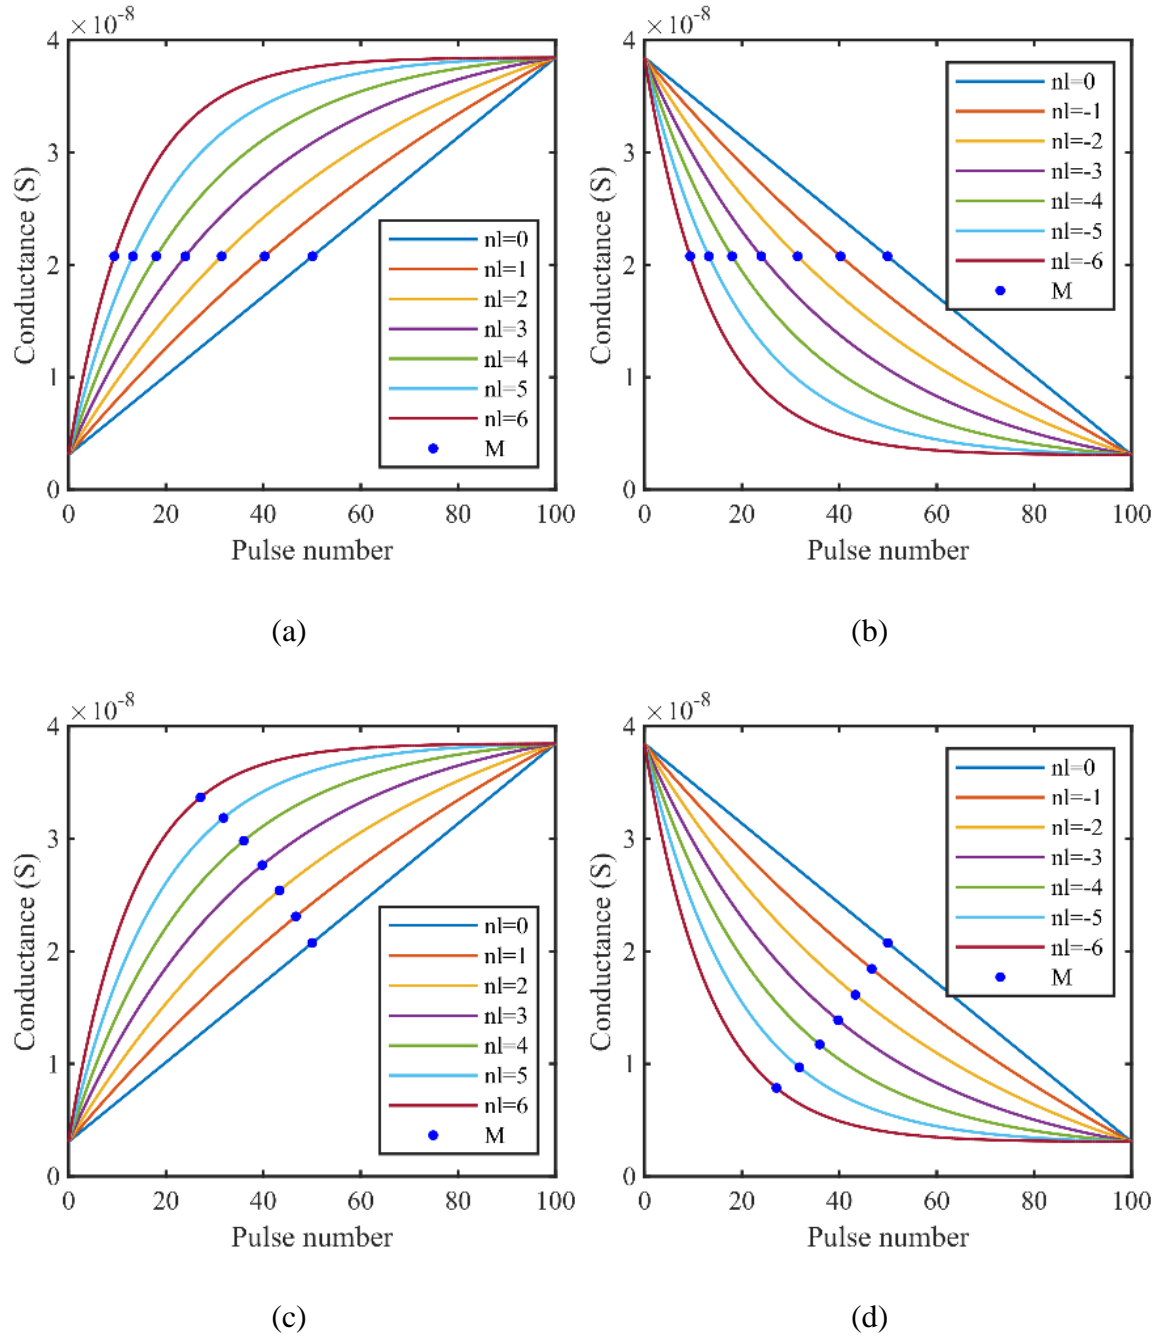 ×10-8
4
3
2
1
0
Conductance (S)
nl=0
nl=1
nl=2
nl=3
nl=4
nl=5
nl=6
M
0 20 40 60 80 100
Pulse number
(a)
×10-8
4
3
2
1
0
Conductance (S)
nl=0
nl=-1
nl=-2
nl=-3
nl=-4
nl=-5
nl=-6
M
0 20 40 60 80 100
Pulse number
(b)
×10-8
4
3
2
1
0
Conductance (S)
nl=0
nl=1
nl=2
nl=3
nl=4
nl=5
nl=6
M
0 20 40 60 80 100
Pulse number
(c)
×10-8
4
3
2
1
0
Conductance (S)
nl=0
nl=-1
nl=-2
nl=-3
nl=-4
nl=-5
nl=-6
M
0 20 40 60 80 100
Pulse number
(d)